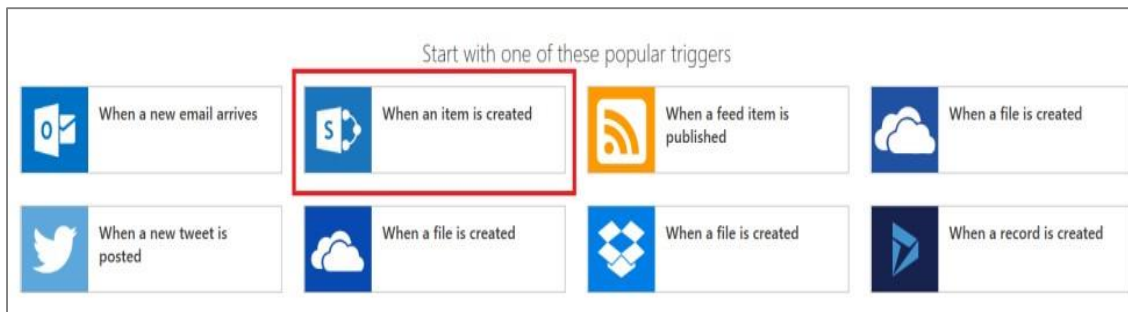 Start with one of these popular triggers
When a new email arrives
When an item is created
When a feed item is
published
When a file is created
When a new tweet is
posted
When a file is created
When a file is created
When a record is created